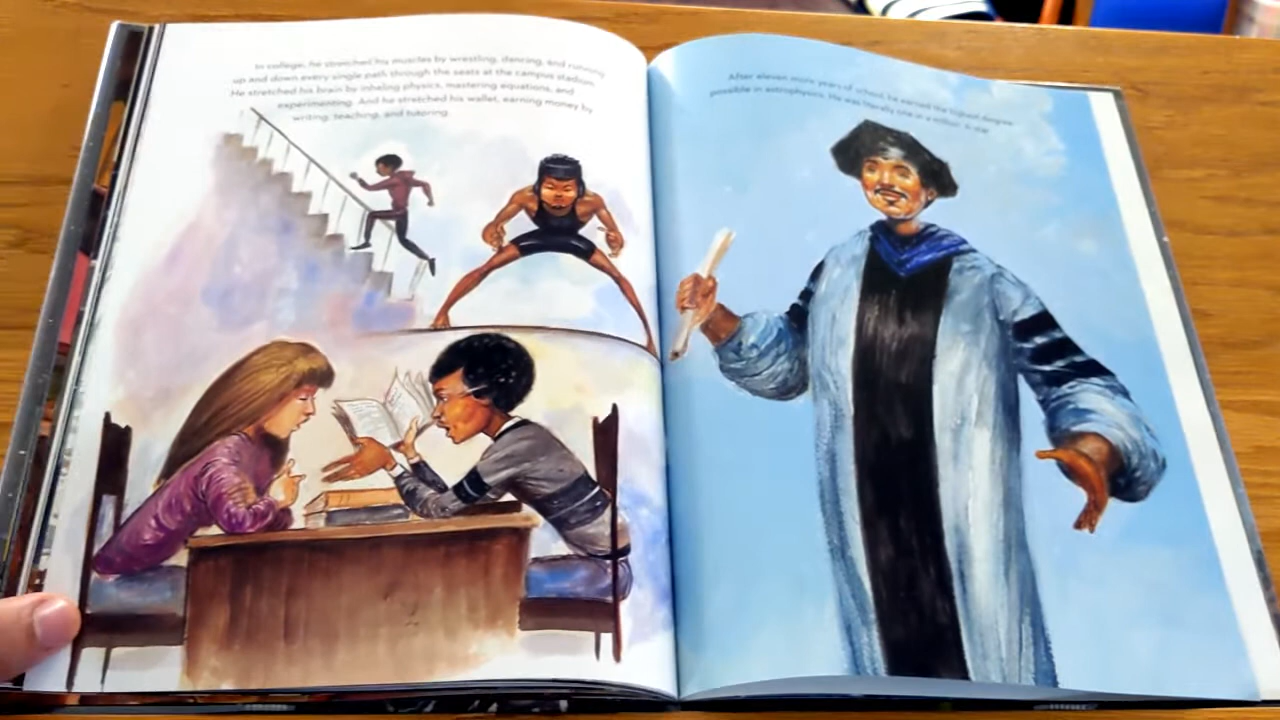 In college, he stretched his muscles by wrestling, dancing, and running
up and down every single path through the seats at the campus stadium.
He stretched his brain by inhaling physics, mastering equations, and
experimenting. And he stretched his wallet, earning money by
writing, teaching, and tutoring.
After eleven more years of school, he earned the highest degree
possible in astrophysics. He was literally one in a million. A star